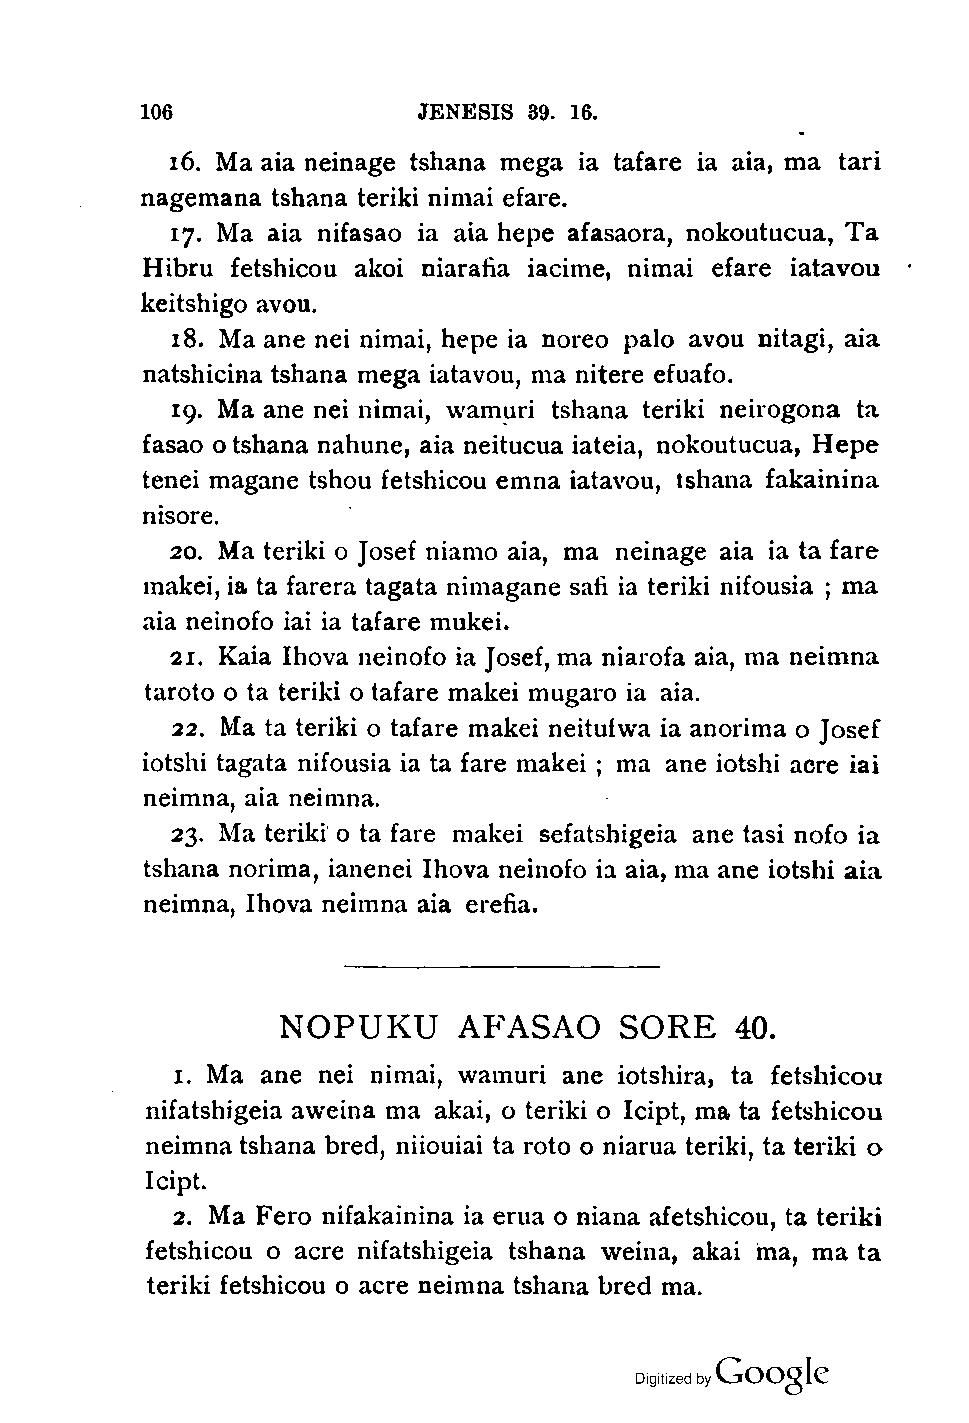 106 JENESIS 39. 16.
16. Ma aia neinage tshana mega ia tafare ia aia, ma tari
nagemana tshana teriki nimai efare.
17. Ma aia nifasao ia aia hepe afasaora, nokoutucua, Ta
Hibru fetshicou akoi niarafia iacime, nimai efare iatavou
keitshigo avou.
18. Ma ane nei nimai, hepe ia noreo palo avou nitagi, aia
natshicina tshana mega iatavou, ma nitere efuafo.
19. Ma ane nei nimai, wamuri tshana teriki neirogona ta
fasao o tshana nahune, aia neitucua iateia, nokoutucua, Hepe
tenei magane tshou fetshicou emna iatavou, tshana fakainina
nisore.
20. Ma teriki o Josef niamo aia, ma neinage aia ia ta fare
makei, ia ta farera tagata nimagane safi ia teriki nifousia ; ma
aia neinofo iai ia tafare mukei.
21. Kaia Ihova neinofo ia Josef, ma niarofa aia, ma neimna
taroto o ta teriki o tafare makei mugaro ia aia.
22. Ma ta teriki o tafare makei neitufwa ia anorima o Josef
iotshi tagata nifousia ia ta fare makei ; ma ane iotshi acre iai
neimna, aia neimna.
23. Ma teriki o ta fare makei sefatshigeia ane tasi nofo ia
tshana norima, ianenei Ihova neinofo ia aia, ma ane iotshi aia
neimna, Ihova neimna aia erefia.
NOPUKU AFASAO SORE 40.
1. Ma ane nei nimai, wamuri ane iotshira, ta fetshicou
nifatshigeia aweina ma akai, o teriki o Icipt, ma ta fetshicou
neimna tshana bred, niiouiai ta roto o niarua teriki, ta teriki o
Icipt.
2. Ma Fero nifakainina ia erua o niana afetshicou, ta teriki
fetshicou o acre nifatshigeia tshana weina, akai ma, ma ta
teriki fetshicou o acre neimna tshana bred ma.
Digitized by Google